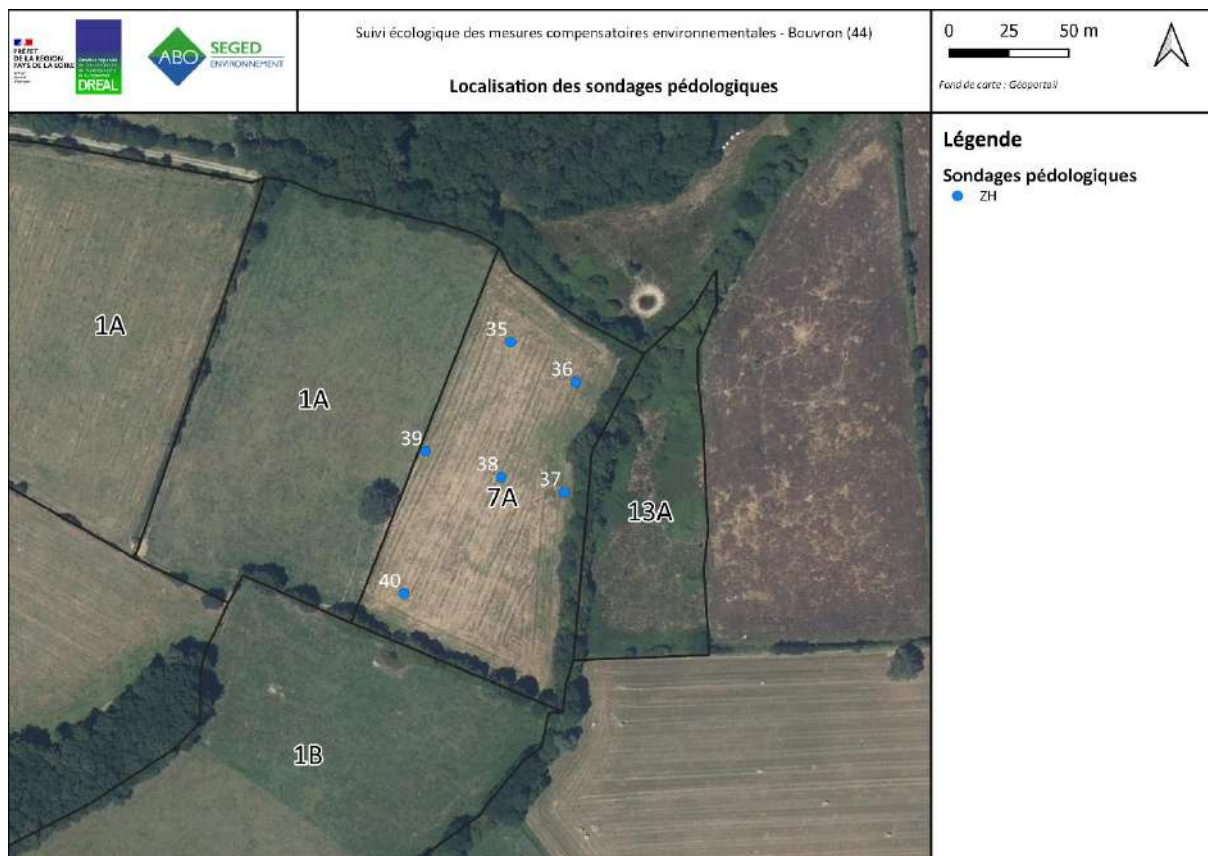 PRÉFET
DE LA RÉGION
PAYS DE LA LOIRE
DREAL
ABO
SEGED
ENVIRONNEMENT
Suivi écologique des mesures compensatoires environnementales - Bouvron (44)
Localisation des sondages pédologiques
0 25 50 m
Fond de carte : Géoportail
Légende
Sondages pédologiques
ZH
1A
1A
35
36
39
38
37
7A
13A
40
1B